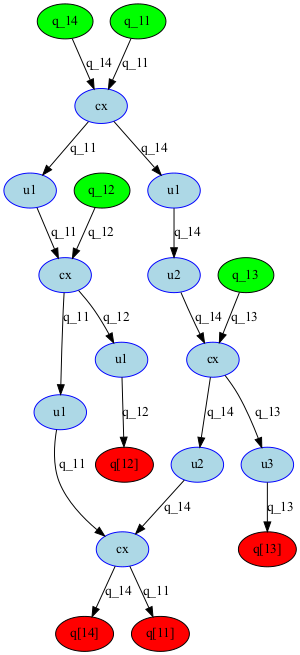 q_14 q_11
q_14 q_11
cx
q_11 q_14
u1 q_12 u1
q_11 q_12 q_14
cx u2 q_13
q_11 q_12 q_14 q_13
u1 cx
u1 q_12 q_14 q_13
q[12] u2 u3
q_11 q_14 q_13
cx q[13]
q_14 q_11
q[14] q[11]